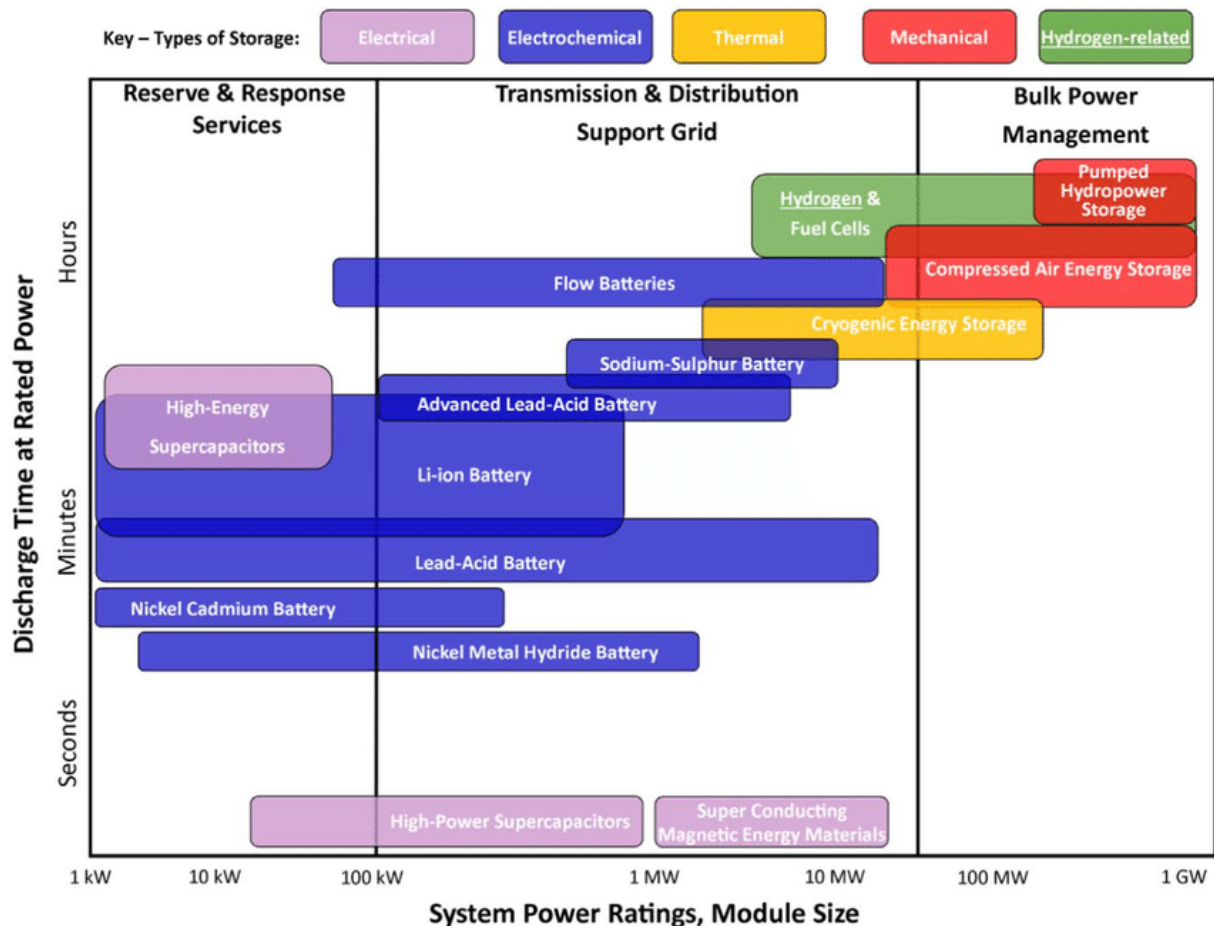 Key – Types of Storage: Electrical Electrochemical Thermal Mechanical Hydrogen-related
Reserve & Response
Services
Transmission & Distribution
Support Grid
Bulk Power
Management
Pumped
Hydropower
Storage
Hydrogen &
Fuel Cells
Compressed Air Energy Storage
Flow Batteries
Cryogenic Energy Storage
Sodium-Sulphur Battery
Advanced Lead-Acid Battery
High-Energy
Supercapacitors
Li-ion Battery
Lead-Acid Battery
Nickel Cadmium Battery
Nickel Metal Hydride Battery
High-Power Supercapacitors
Super Conducting
Magnetic Energy Materials
Discharge Time at Rated Power
Hours
Minutes
Seconds
1 kW 10 kW 100 kW 1 MW 10 MW 100 MW 1 GW
System Power Ratings, Module Size